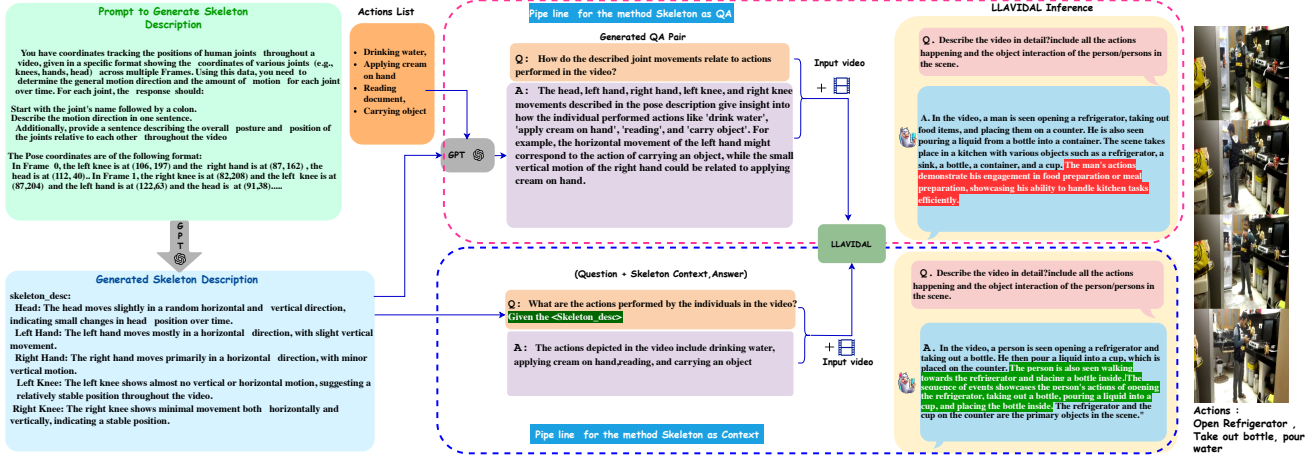 Prompt to Generate Skeleton
Description
You have coordinates tracking the positions of human joints throughout a
video, given in a specific format showing the coordinates of various joints (e.g.,
knees, hands, head) across multiple Frames. Using this data, you need to
determine the general motion direction and the amount of motion for each joint
over time. For each joint, the response should:
Start with the joint's name followed by a colon.
Describe the motion direction in one sentence.
Additionally, provide a sentence describing the overall posture and position of
the joints relative to each other throughout the video
The Pose coordinates are of the following format:
In Frame 0, the left knee is at (106, 197) and the right hand is at (87, 162) , the
head is at (112, 40).. In Frame 1, the right knee is at (82,208) and the left knee is at
(87,204) and the left hand is at (122,63) and the head is at (91,38).....
G
P
T
Generated Skeleton Description
skeleton_desc:
Head: The head moves slightly in a random horizontal and vertical direction,
indicating small changes in head position over time.
Left Hand: The left hand moves mostly in a horizontal direction, with slight vertical
movement.
Right Hand: The right hand moves primarily in a horizontal direction, with minor
vertical motion.
Left Knee: The left knee shows almost no vertical or horizontal motion, suggesting a
relatively stable position throughout the video.
Right Knee: The right knee shows minimal movement both horizontally and
vertically, indicating a stable position.
Actions List
Drinking water,
Applying cream
on hand
Reading
document,
Carrying object
GPT
Pipe line for the method Skeleton as QA
Generated QA Pair
Q: How do the described joint movements relate to actions
performed in the video?
A: The head, left hand, right hand, left knee, and right knee
movements described in the pose description give insight into
how the individual performed actions like 'drink water',
'apply cream on hand', 'reading', and 'carry object'. For
example, the horizontal movement of the left hand might
correspond to the action of carrying an object, while the small
vertical motion of the right hand could be related to applying
cream on hand.
Input video
+
LLAVIDAL
(Question + Skeleton Context,Answer)
Q: What are the actions performed by the individuals in the video?
Given the <Skeleton_desc>
A: The actions depicted in the video include drinking water,
applying cream on hand,reading, and carrying an object
+
Input video
Pipe line for the method Skeleton as Context
LLAVIDAL Inference
Q. Describe the video in detail?include all the actions
happening and the object interaction of the person/persons in
the scene.
A. In the video, a man is seen opening a refrigerator, taking out
food items, and placing them on a counter. He is also seen
pouring a liquid from a bottle into a container. The scene takes
place in a kitchen with various objects such as a refrigerator, a
sink, a bottle, a container, and a cup. The man's actions
demonstrate his engagement in food preparation or meal
preparation, showcasing his ability to handle kitchen tasks
efficiently.
Q. Describe the video in detail?include all the actions
happening and the object interaction of the person/persons in
the scene.
A. In the video, a person is seen opening a refrigerator and
taking out a bottle. He then pour a liquid into a cup, which is
placed on the counter. The person is also seen walking
towards the refrigerator and placing a bottle inside.The
sequence of events showcases the person's actions of opening
the refrigerator, taking out a bottle, pouring a liquid into a
cup, and placing the bottle inside. The refrigerator and the
cup on the counter are the primary objects in the scene."
Actions :
Open Refrigerator ,
Take out bottle, pour
water